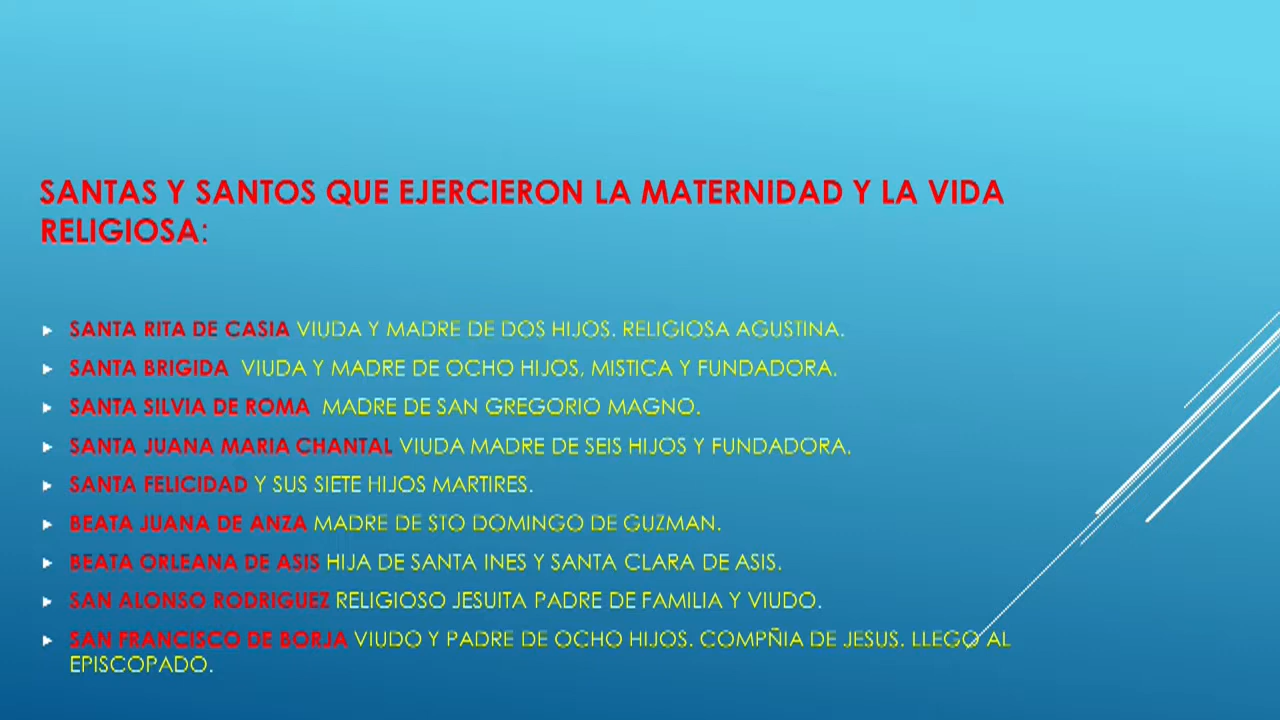 SANTAS Y SANTOS QUE EJERCIERON LA MATERNIDAD Y LA VIDA
RELIGIOSA:
SANTA RITA DE CASIA VIUDA Y MADRE DE DOS HIJOS. RELIGIOSA AGUSTINA.
SANTA BRIGIDA VIUDA Y MADRE DE OCHO HIJOS, MISTICA Y FUNDADORA.
SANTA SILVIA DE ROMA MADRE DE SAN GREGORIO MAGNO.
SANTA JUANA MARIA CHANTAL VIUDA MADRE DE SEIS HIJOS Y FUNDADORA.
SANTA FELICIDAD Y SUS SIETE HIJOS MARTIRES.
BEATA JUANA DE ANZA MADRE DE STO DOMINGO DE GUZMAN.
BEATA ORLEANA DE ASIS HIJA DE SANTA INES Y SANTA CLARA DE ASIS.
SAN ALONSO RODRIGUEZ RELIGIOSO JESUITA PADRE DE FAMILIA Y VIUDO.
SAN FRANCISCO DE BORJA VIUDO Y PADRE DE OCHO HIJOS. COMPÑIA DE JESUS. LLEGO AL
EPISCOPADO.